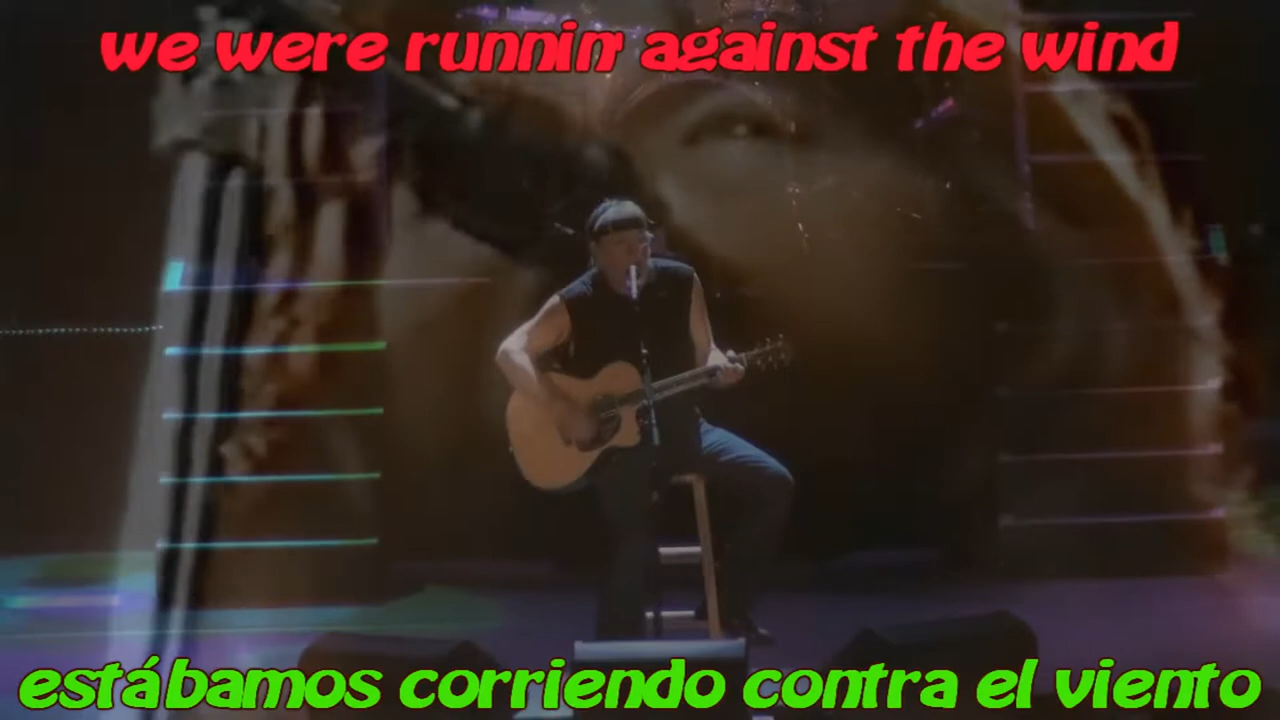 we were runnin' against the wind
estábamos corriendo contra el viento